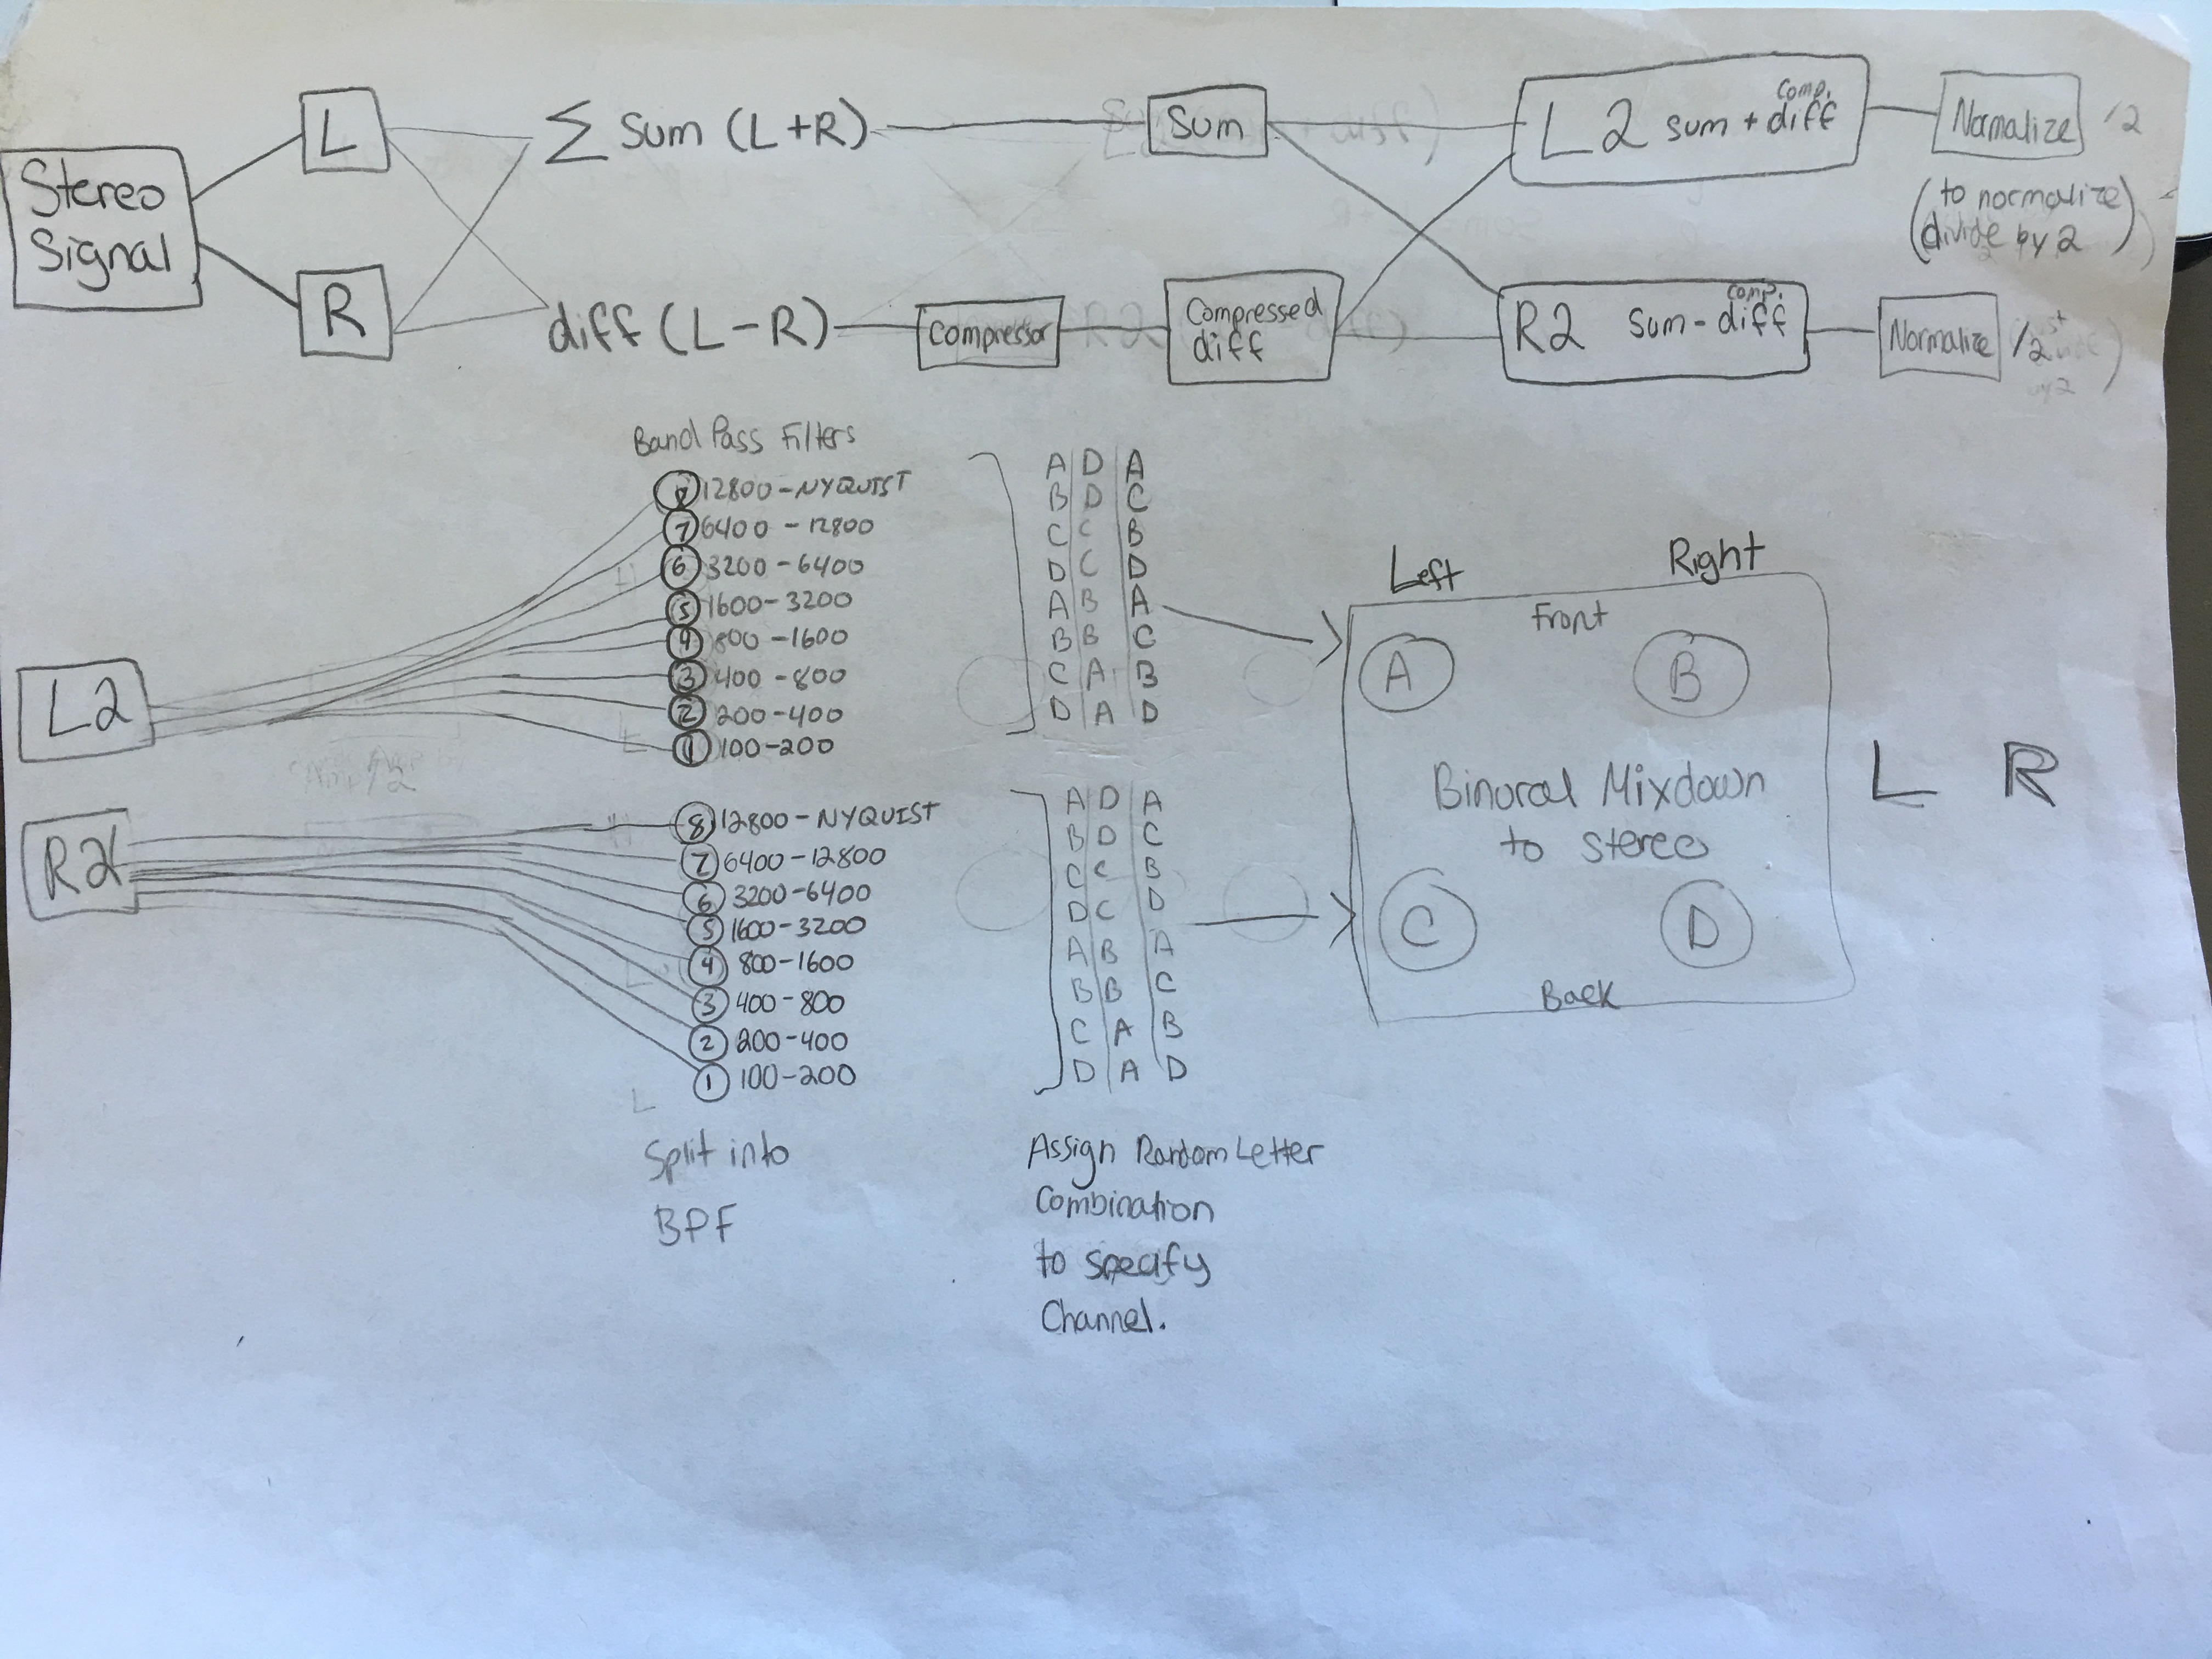 Stereo
Signal
L
R
∑ Sum (L+R)
diff (L-R)
Compressor
Sum
Compressed
diff
comp.
L2 sum + diff
comp.
R2 sum - diff
Normalize /2
(to normalize)
(divide by 2)
Normalize /2
by 2
Band Pass Filters
12800-NYQUIST
7 6400 - 12800
6 3200 - 6400
5 1600-3200
4 800 -1600
3 400 -800
2 200 -400
1 100-200
L2
A D A
B D C
C C B
D C D
A B A
B B C
C A B
D A D
R2
8 12800-NYQUIST
7 6400-12800
6 3200-6400
5 1600-3200
4 800-1600
3 400-800
2 200-400
1 100-200
A D A
B D C
C C B
D C D
A B A
B B C
C A B
D A D
Split into
BPF
Assign Random Letter
Combination
to specify
Channel.
Left Right
Front
A B
Binural Mixdown
to stereo
C D
Back
L R